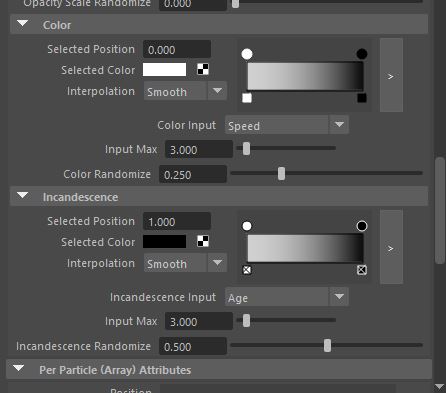 Opacity Scale Randomize 0.000
Color
Selected Position 0.000
Selected Color
Interpolation Smooth
>
Color Input Speed
Input Max 3.000
Color Randomize 0.250
Incandescence
Selected Position 1.000
Selected Color
Interpolation Smooth
>
Incandescence Input Age
Input Max 3.000
Incandescence Randomize 0.500
Per Particle (Array) Attributes
Position